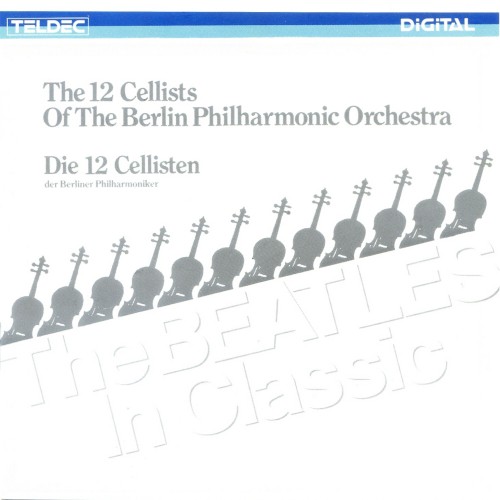 TELDEC DiGiTAL
The 12 Cellists
Of The Berlin Philharmonic Orchestra
Die 12 Cellisten
der Berliner Philharmoniker
The BEATLES
in Classic